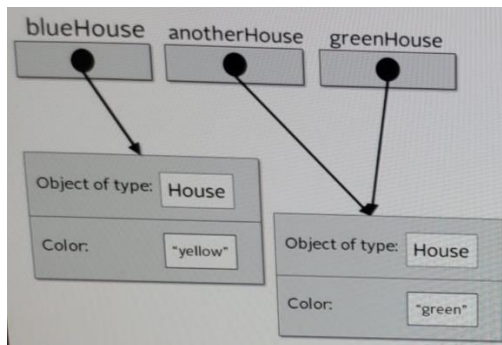 blueHouse anotherHouse greenHouse
Object of type: House
Color: "yellow"
Object of type: House
Color: "green"